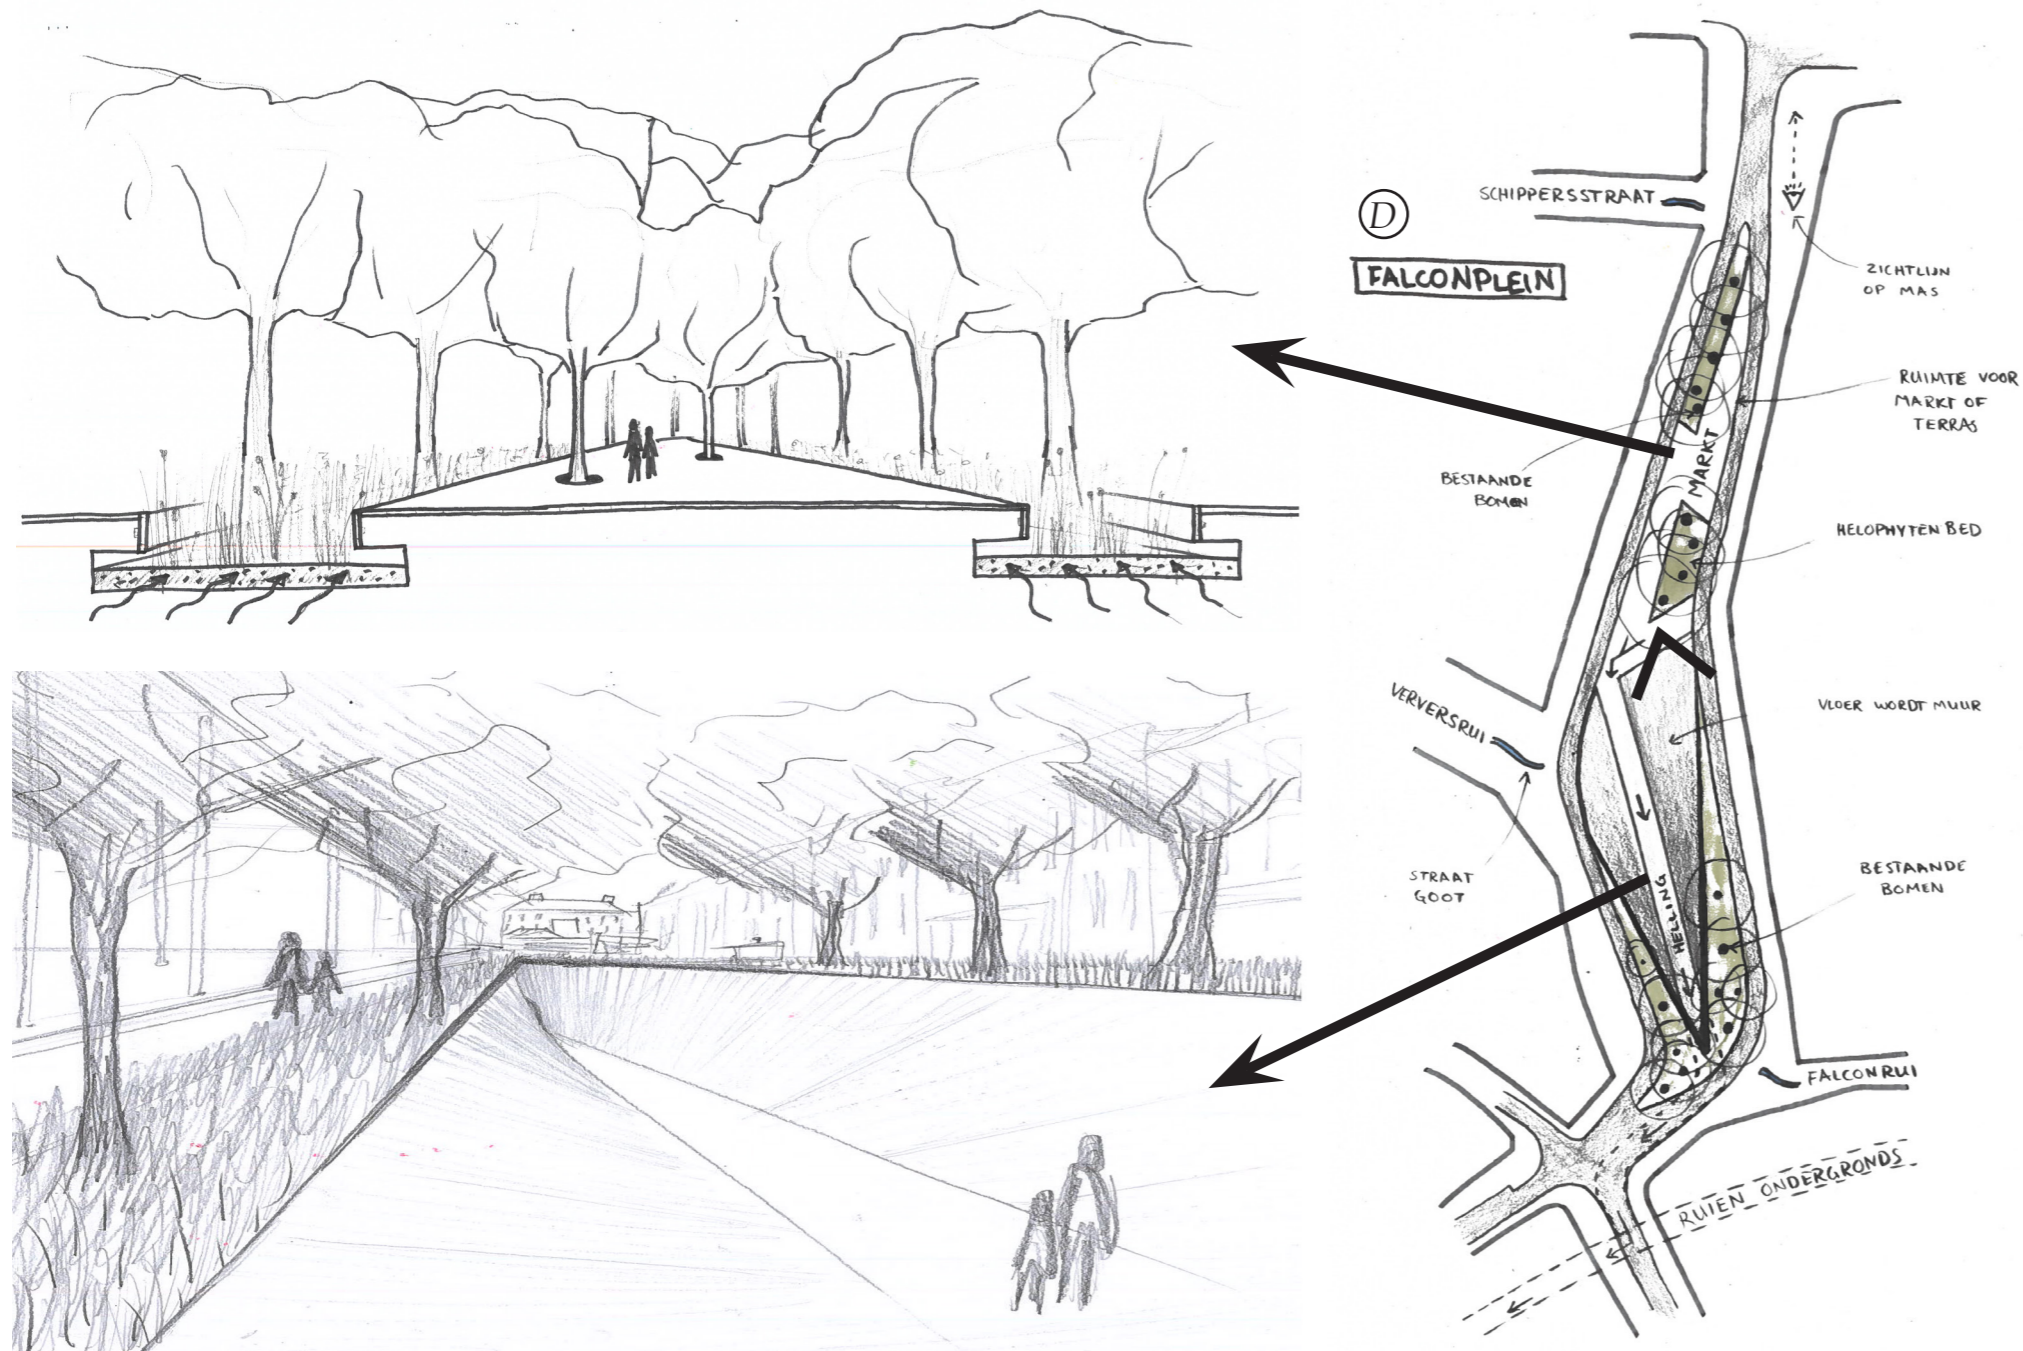 D
FALCONPLEIN
SCHIPPERSSTRAAT
ZICHTLIJN
OP MAS
RUIMTE VOOR
MARKT OF
TERRAS
MARKT
BESTAANDE
BOMEN
HELOPHYTEN BED
VERVERSRUI
VLOER WORDT MUUR
STRAAT
GOOT
HELLING
BESTAANDE
BOMEN
FALCONRUI
RUIEN ONDERGRONDS